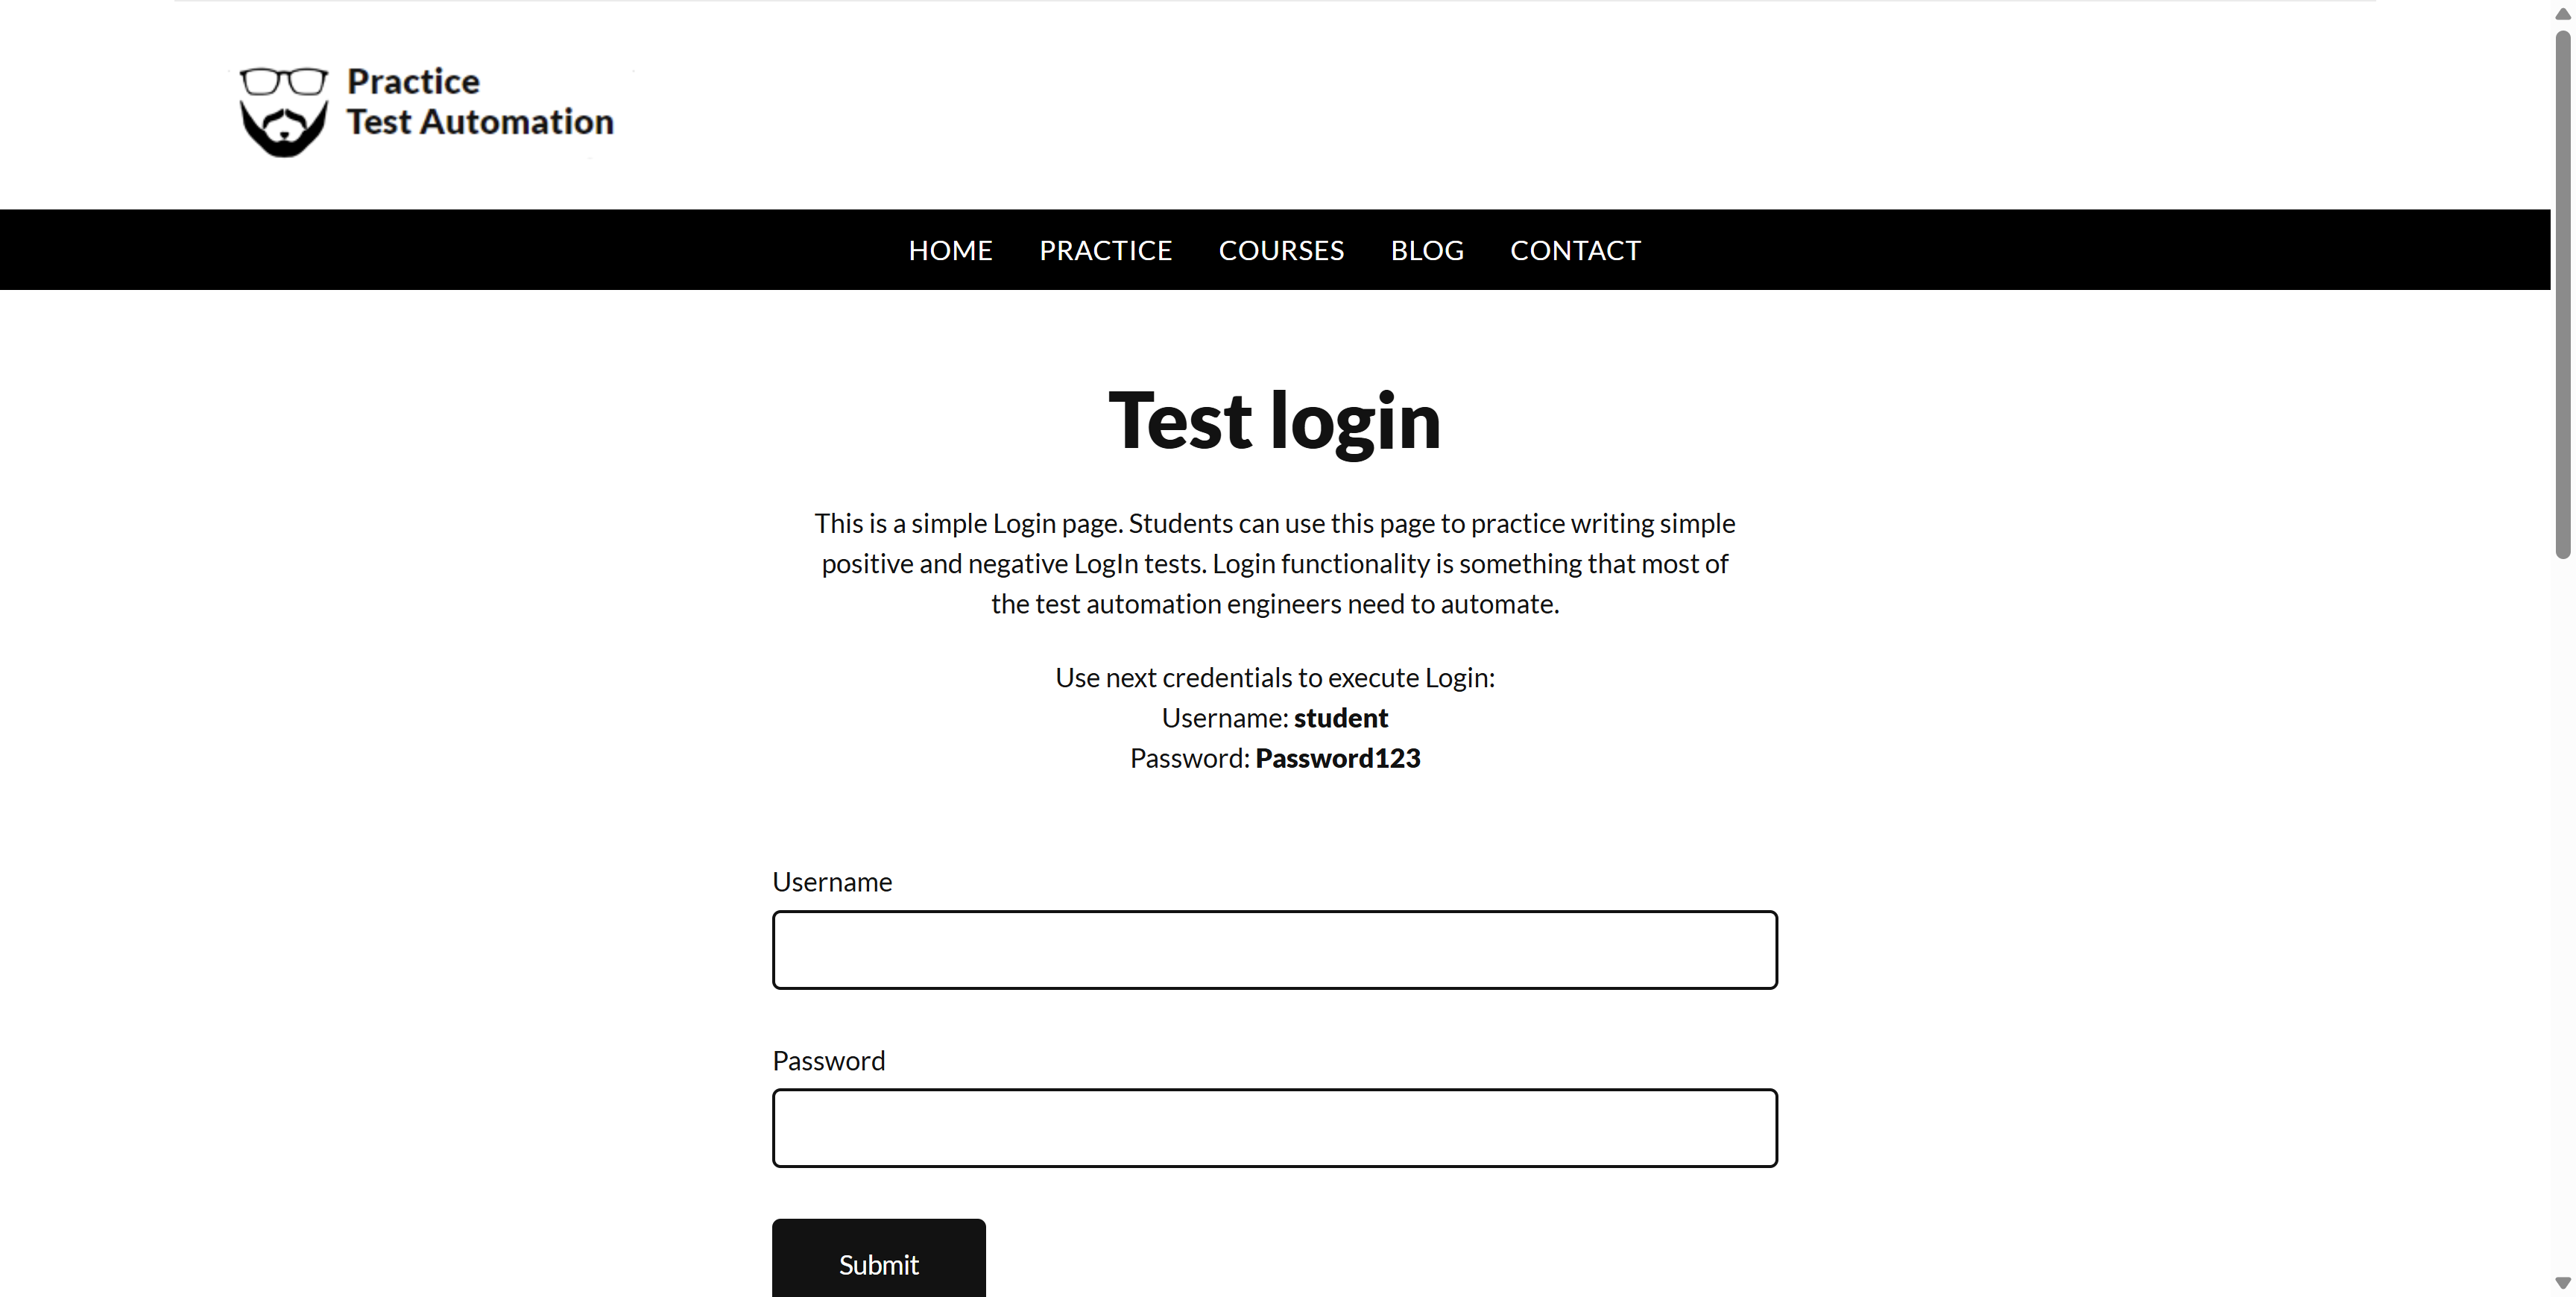 Practice
Test Automation
HOME PRACTICE COURSES BLOG CONTACT
Test login
This is a simple Login page. Students can use this page to practice writing simple
positive and negative LogIn tests. Login functionality is something that most of
the test automation engineers need to automate.
Use next credentials to execute Login:
Username: student
Password: Password123
Username
Password
Submit